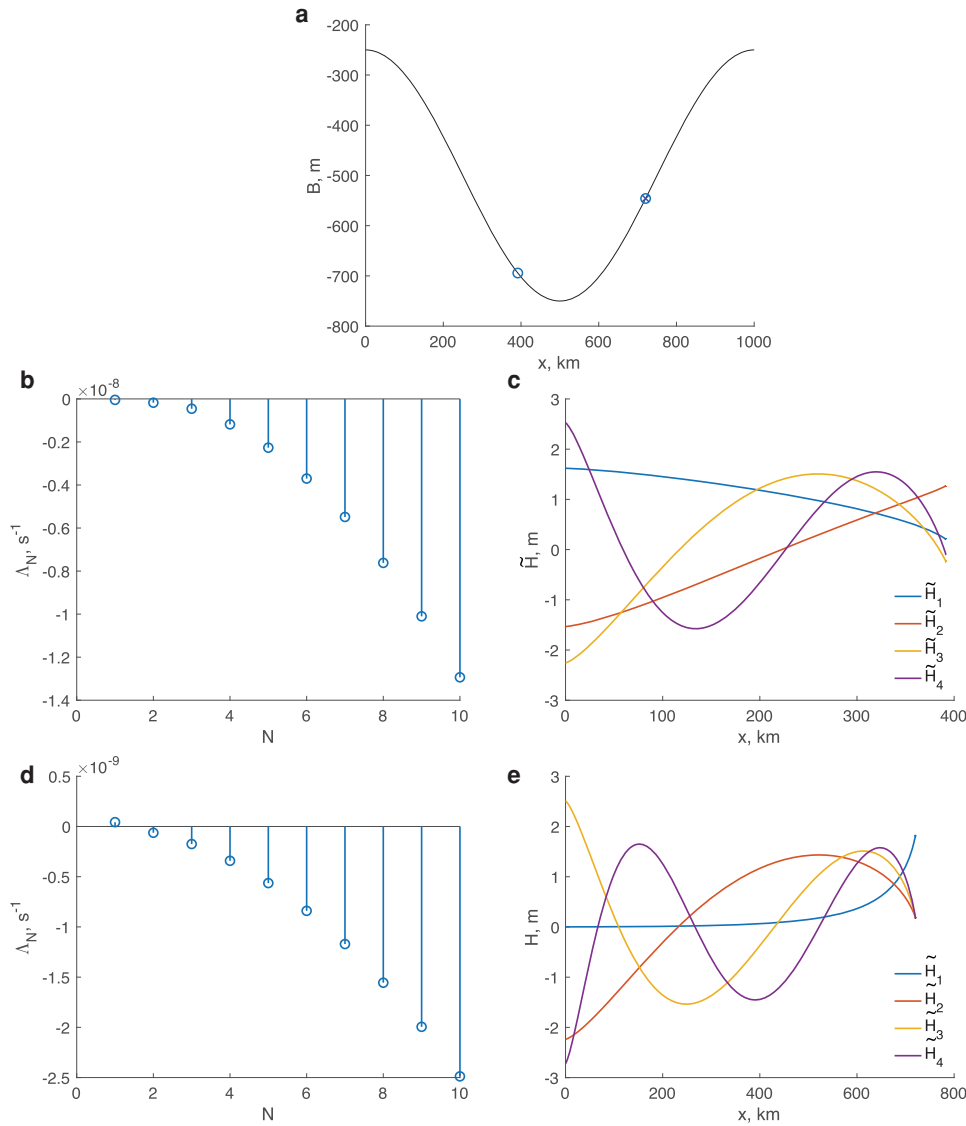 a
-200
-300
-400
-500
-600
-700
-800
B, m
0 200 400 600 800 1000
x, km
b
×10-8
0
-0.2
-0.4
-0.6
-0.8
-1
-1.2
-1.4
ΛN, s-1
0 2 4 6 8 10
N
c
3
2
1
0
-1
-2
-3
H̃, m
H̃1
H̃2
H̃3
H̃4
0 100 200 300 400
x, km
d
×10-9
0.5
0
-0.5
-1
-1.5
-2
-2.5
ΛN, s-1
0 2 4 6 8 10
N
e
3
2
1
0
-1
-2
-3
H, m
H̃1
H̃2
H̃3
H̃4
0 200 400 600 800
x, km